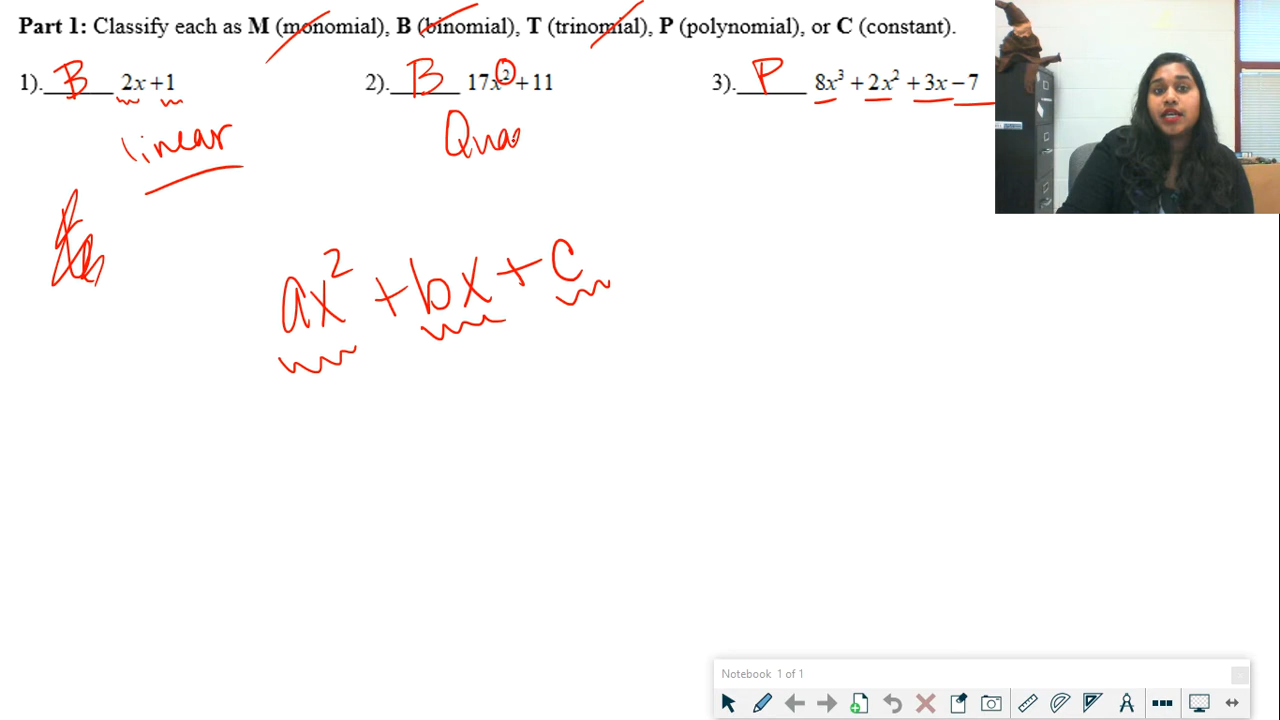 Part 1: Classify each as M (monomial), B (binomial), T (trinomial), P (polynomial), or C (constant).
1). B 2x + 1
2). B 17x² + 11
3). P 8x³ + 2x² + 3x − 7
linear
Qua
ax² + bx + c
Notebook 1 of 1